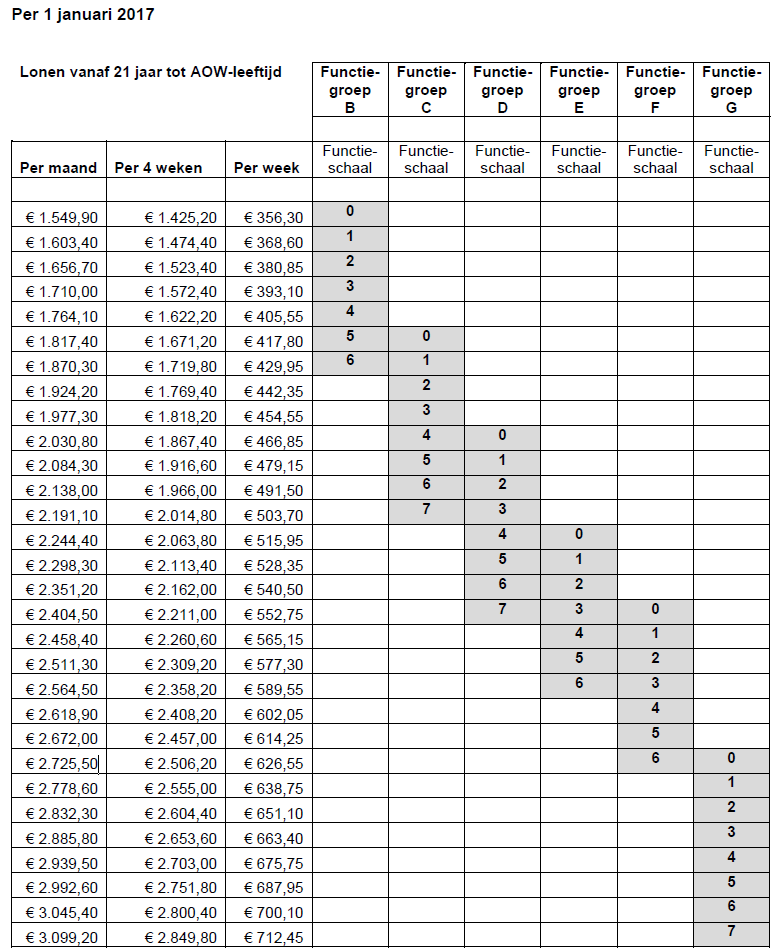 Per 1 januari 2017
Lonen vanaf 21 jaar tot AOW-leeftijd Functie- Functie- Functie- Functie- Functie- Functie-
groep groep groep groep groep groep
B C D E F G
Functie- Functie- Functie- Functie- Functie- Functie-
Per maand Per 4 weken Per week schaal schaal schaal schaal schaal schaal
€ 1.549,90 € 1.425,20 € 356,30 0
€ 1.603,40 € 1.474,40 € 368,60 1
€ 1.656,70 € 1.523,40 € 380,85 2
€ 1.710,00 € 1.572,40 € 393,10 3
€ 1.764,10 € 1.622,20 € 405,55 4
€ 1.817,40 € 1.671,20 € 417,80 5 0
€ 1.870,30 € 1.719,80 € 429,95 6 1
€ 1.924,20 € 1.769,40 € 442,35 2
€ 1.977,30 € 1.818,20 € 454,55 3
€ 2.030,80 € 1.867,40 € 466,85 4 0
€ 2.084,30 € 1.916,60 € 479,15 5 1
€ 2.138,00 € 1.966,00 € 491,50 6 2
€ 2.191,10 € 2.014,80 € 503,70 7 3
€ 2.244,40 € 2.063,80 € 515,95 4 0
€ 2.298,30 € 2.113,40 € 528,35 5 1
€ 2.351,20 € 2.162,00 € 540,50 6 2
€ 2.404,50 € 2.211,00 € 552,75 7 3 0
€ 2.458,40 € 2.260,60 € 565,15 4 1
€ 2.511,30 € 2.309,20 € 577,30 5 2
€ 2.564,50 € 2.358,20 € 589,55 6 3
€ 2.618,90 € 2.408,20 € 602,05 4
€ 2.672,00 € 2.457,00 € 614,25 5
€ 2.725,50 € 2.506,20 € 626,55 6 0
€ 2.778,60 € 2.555,00 € 638,75 1
€ 2.832,30 € 2.604,40 € 651,10 2
€ 2.885,80 € 2.653,60 € 663,40 3
€ 2.939,50 € 2.703,00 € 675,75 4
€ 2.992,60 € 2.751,80 € 687,95 5
€ 3.045,40 € 2.800,40 € 700,10 6
€ 3.099,20 € 2.849,80 € 712,45 7